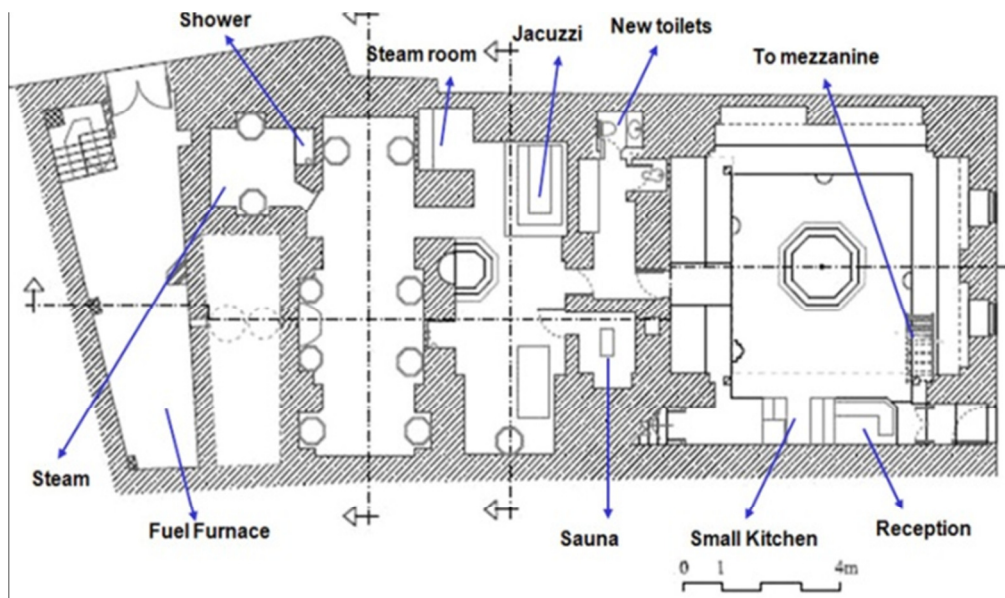 Shower
Steam room
Jacuzzi
New toilets
To mezzanine
Steam
Fuel Furnace
Sauna
Small Kitchen
Reception
0 1 4m